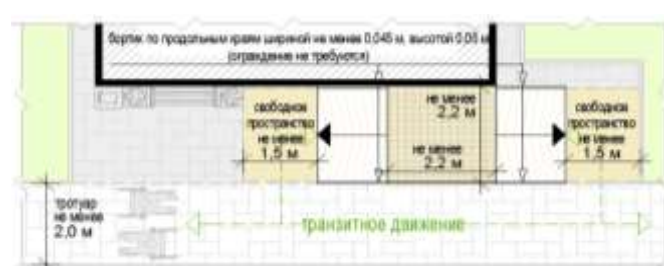 бортик по продольным краям шириной не менее 0.045 м, высотой 0.05 м
(ограждение не требуются)
свободное
пространство
не менее
1,5 м
не менее
2,2 м
не менее
2,2 м
свободное
пространство
не менее
1,5 м
тротуар
не менее
2,0 м
транзитное движение